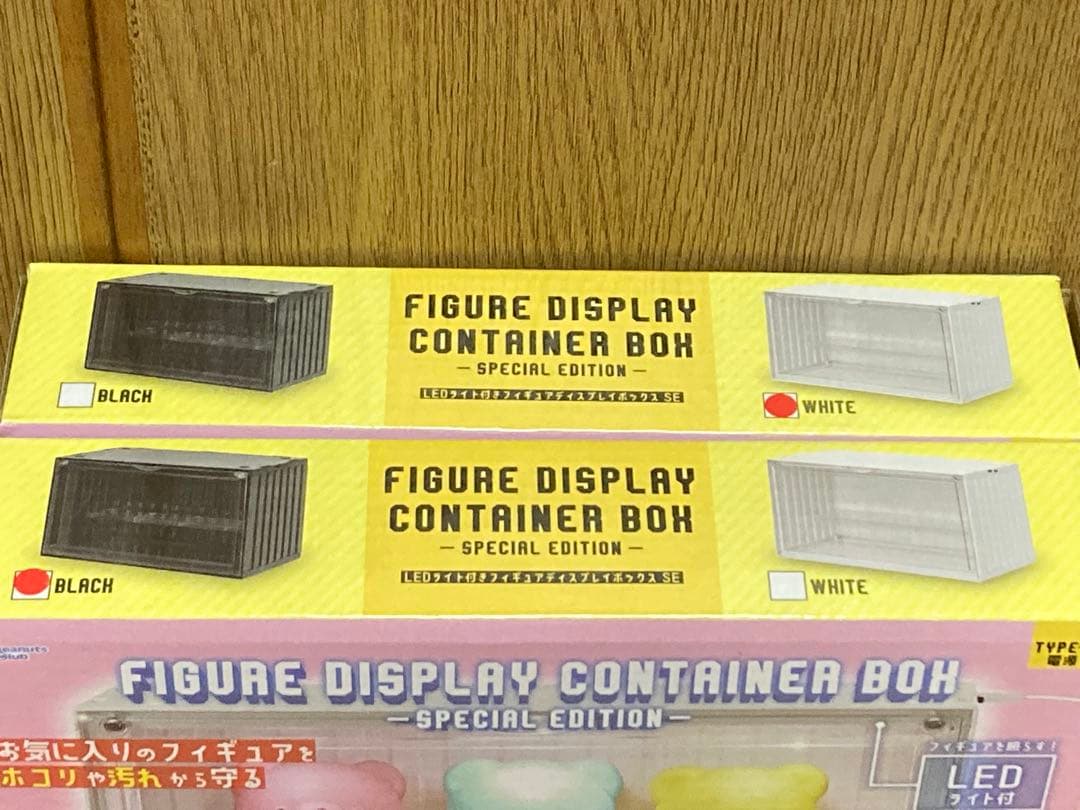 FIGURE DISPLAY
CONTAINER BOX
— SPECIAL EDITION —
LEDライト付きフィギュアディスプレイボックス SE
BLACK
WHITE
FIGURE DISPLAY
CONTAINER BOX
— SPECIAL EDITION —
LEDライト付きフィギュアディスプレイボックス SE
BLACK
WHITE
Peanuts
Club
TYPE-
電源
FIGURE DISPLAY CONTAINER BOX
—SPECIAL EDITION—
お気に入りのフィギュアを
ホコリや汚れから守る
フィギュアを照らす!
LED
ライト付